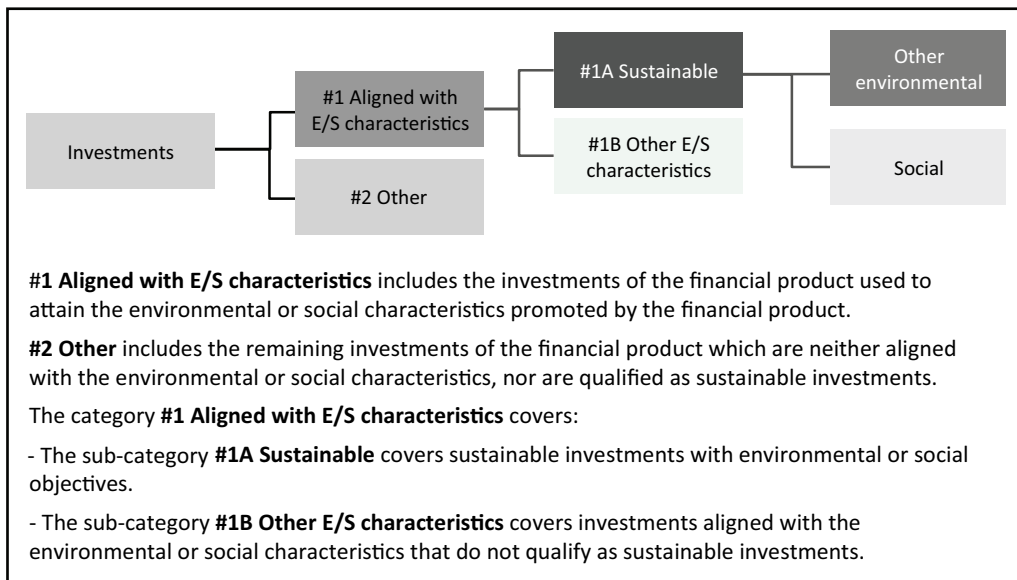 Investments
#1 Aligned with
E/S characteristics
#2 Other
#1A Sustainable
#1B Other E/S
characteristics
Other
environmental
Social
#1 Aligned with E/S characteristics includes the investments of the financial product used to
attain the environmental or social characteristics promoted by the financial product.
#2 Other includes the remaining investments of the financial product which are neither aligned
with the environmental or social characteristics, nor are qualified as sustainable investments.
The category #1 Aligned with E/S characteristics covers:
- The sub-category #1A Sustainable covers sustainable investments with environmental or social
objectives.
- The sub-category #1B Other E/S characteristics covers investments aligned with the
environmental or social characteristics that do not qualify as sustainable investments.